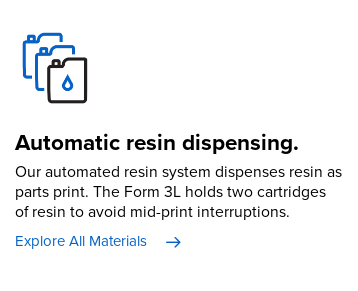 Automatic resin dispensing.
Our automated resin system dispenses resin as
parts print. The Form 3L holds two cartridges
of resin to avoid mid-print interruptions.
Explore All Materials →